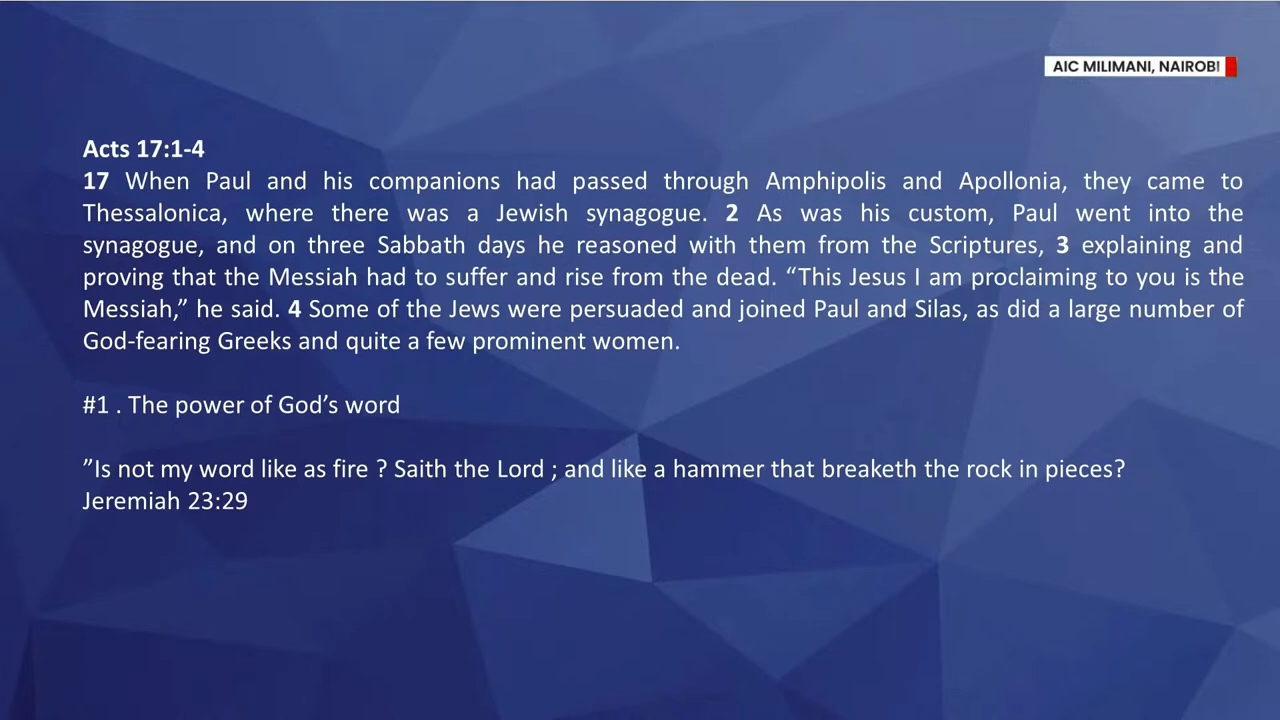 AIC MILIMANI, NAIROBI
Acts 17:1-4
17 When Paul and his companions had passed through Amphipolis and Apollonia, they came to
Thessalonica, where there was a Jewish synagogue. 2 As was his custom, Paul went into the
synagogue, and on three Sabbath days he reasoned with them from the Scriptures, 3 explaining and
proving that the Messiah had to suffer and rise from the dead. “This Jesus I am proclaiming to you is the
Messiah,” he said. 4 Some of the Jews were persuaded and joined Paul and Silas, as did a large number of
God-fearing Greeks and quite a few prominent women.
#1 . The power of God’s word
”Is not my word like as fire ? Saith the Lord ; and like a hammer that breaketh the rock in pieces?
Jeremiah 23:29